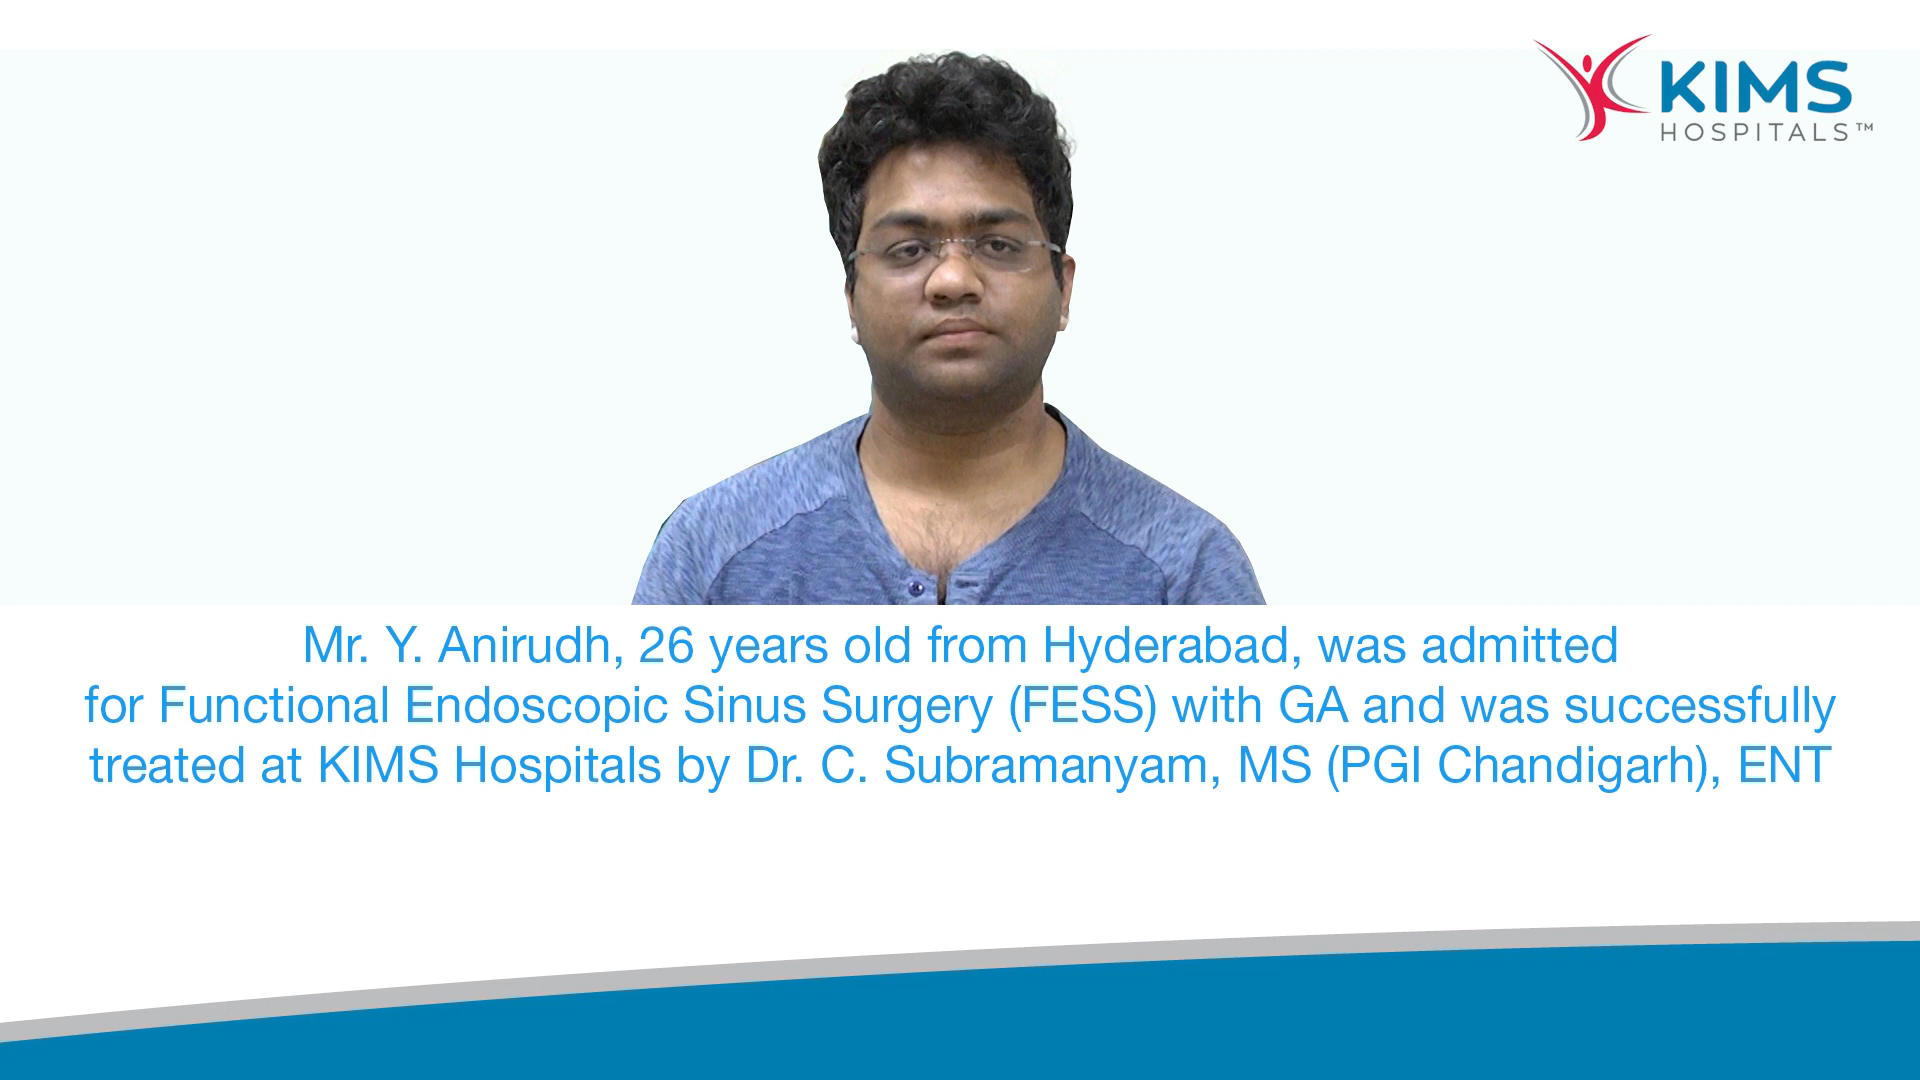 KIMS
HOSPITALS™
Mr. Y. Anirudh, 26 years old from Hyderabad, was admitted
for Functional Endoscopic Sinus Surgery (FESS) with GA and was successfully
treated at KIMS Hospitals by Dr. C. Subramanyam, MS (PGI Chandigarh), ENT